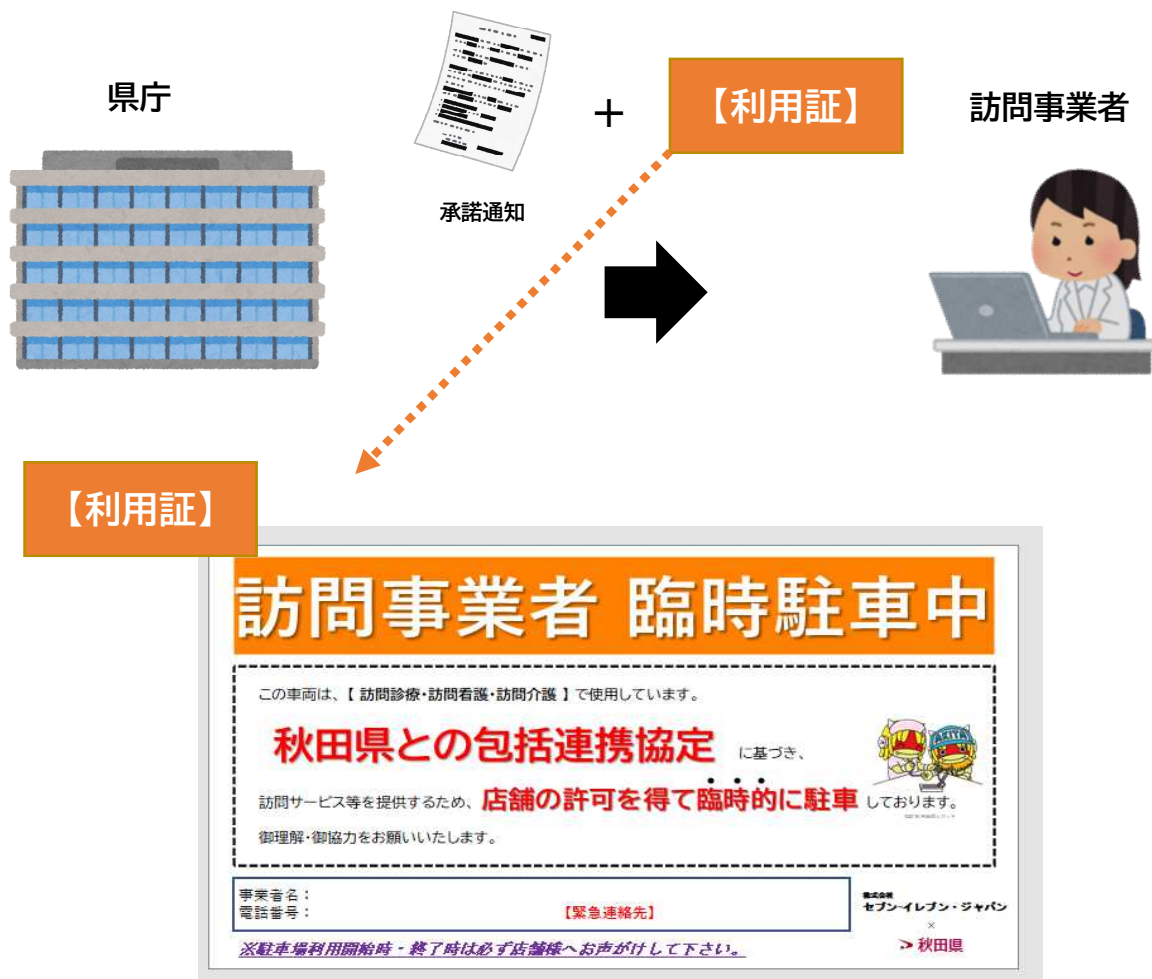 県庁
承諾通知
+
【利用証】
訪問事業者
【利用証】
訪問事業者 臨時駐車中
この車両は、【 訪問診療・訪問看護・訪問介護 】で使用しています。
秋田県との包括連携協定 に基づき、
訪問サービス等を提供するため、店舗の許可を得て臨時的に駐車 しております。
御理解・御協力をお願いいたします。
AKITA
事業者名：
電話番号： 【緊急連絡先】
※駐車場利用開始時・終了時は必ず店舗様へお声がけして下さい。
株式会社
セブン-イレブン・ジャパン
×
秋田県